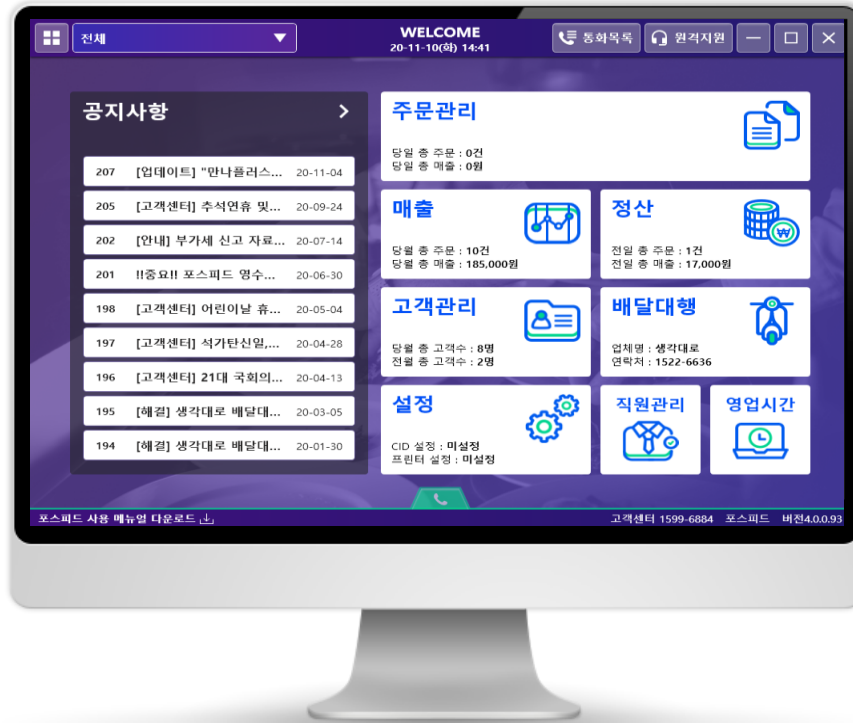 전체
WELCOME
20-11-10(화) 14:41
통화목록
원격지원
공지사항
207 [업데이트] "만나플러스... 20-11-04
205 [고객센터] 추석연휴 및... 20-09-24
202 [안내] 부가세 신고 자료... 20-07-14
201 !!중요!! 포스피드 영수... 20-06-30
198 [고객센터] 어린이날 휴... 20-05-04
197 [고객센터] 석가탄신일,... 20-04-28
196 [고객센터] 21대 국회의... 20-04-13
195 [해결] 생각대로 배달대... 20-03-05
194 [해결] 생각대로 배달대... 20-01-30
주문관리
당일 총 주문 : 0건
당일 총 매출 : 0원
매출
당월 총 주문 : 10건
당월 총 매출 : 185,000원
정산
전일 총 주문 : 1건
전일 총 매출 : 17,000원
고객관리
당월 총 고객수 : 8명
전월 총 고객수 : 2명
배달대행
업체명 : 생각대로
연락처 : 1522-6636
설정
CID 설정 : 미설정
프린터 설정 : 미설정
직원관리
영업시간
포스피드 사용 메뉴얼 다운로드
고객센터 1599-6884 포스피드 버전4.0.0.93